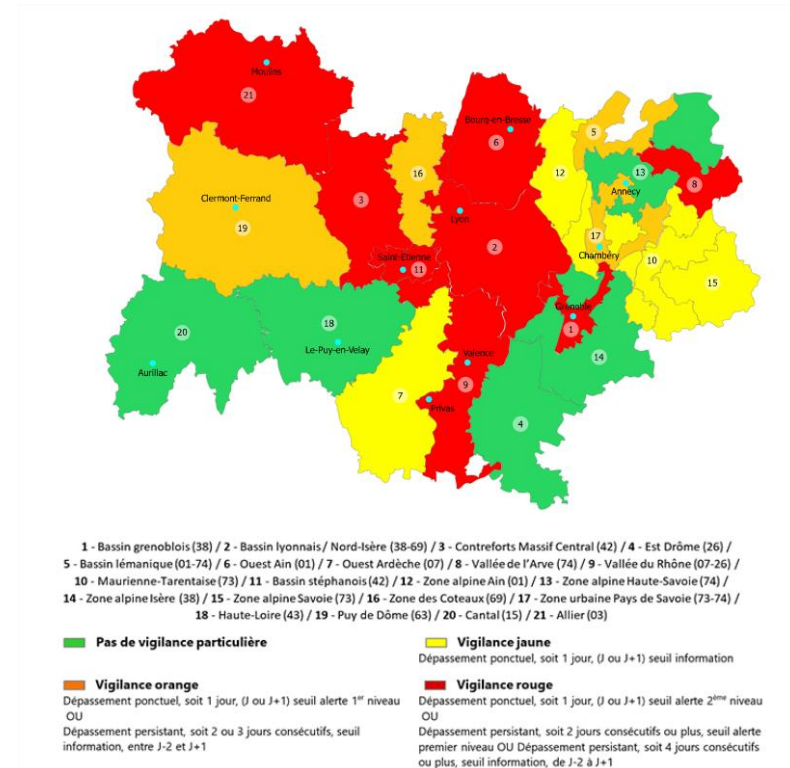 Moulins
21
Bourg-en-Bresse
6
5
16
12
13
Annecy
8
Clermont-Ferrand
3
19
Lyon
17
2
Chambéry
10
Saint-Etienne
11
15
Grenoble
18
1
20
Le-Puy-en-Velay
Valence
14
Aurillac
9
7
Privas
4
1 - Bassin grenoblois (38) / 2 - Bassin lyonnais/ Nord-Isère (38-69) / 3 - Contreforts Massif Central (42) / 4 - Est Drôme (26) /
5 - Bassin lémanique (01-74) / 6 - Ouest Ain (01) / 7 - Ouest Ardèche (07) / 8 - Vallée de l'Arve (74) / 9 - Vallée du Rhône (07-26) /
10 - Maurienne-Tarentaise (73) / 11 - Bassin stéphanois (42) / 12 - Zone alpine Ain (01) / 13 - Zone alpine Haute-Savoie (74) /
14 - Zone alpine Isère (38) / 15 - Zone alpine Savoie (73) / 16 - Zone des Coteaux (69) / 17 - Zone urbaine Pays de Savoie (73-74) /
18 - Haute-Loire (43) / 19 - Puy de Dôme (63) / 20 - Cantal (15) / 21 - Allier (03)
Pas de vigilance particulière
Vigilance jaune
Dépassement ponctuel, soit 1 jour, (J ou J+1) seuil information
Vigilance orange
Dépassement ponctuel, soit 1 jour, (J ou J+1) seuil alerte 1er niveau
OU
Dépassement persistant, soit 2 ou 3 jours consécutifs, seuil
information, entre J-2 et J+1
Vigilance rouge
Dépassement ponctuel, soit 1 jour, (J ou J+1) seuil alerte 2ème niveau
OU
Dépassement persistant, soit 2 jours consécutifs ou plus, seuil alerte
premier niveau OU Dépassement persistant, soit 4 jours consécutifs
ou plus, seuil information, de J-2 à J+1